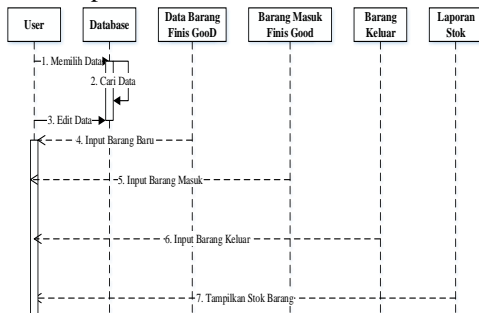 User
Database
Data Barang
Finis GooD
Barang Masuk
Finis Good
Barang
Keluar
Laporan
Stok
1. Memilih Data
2. Cari Data
3. Edit Data
4. Input Barang Baru
5. Input Barang Masuk
6. Input Barang Keluar
7. Tampilkan Stok Barang